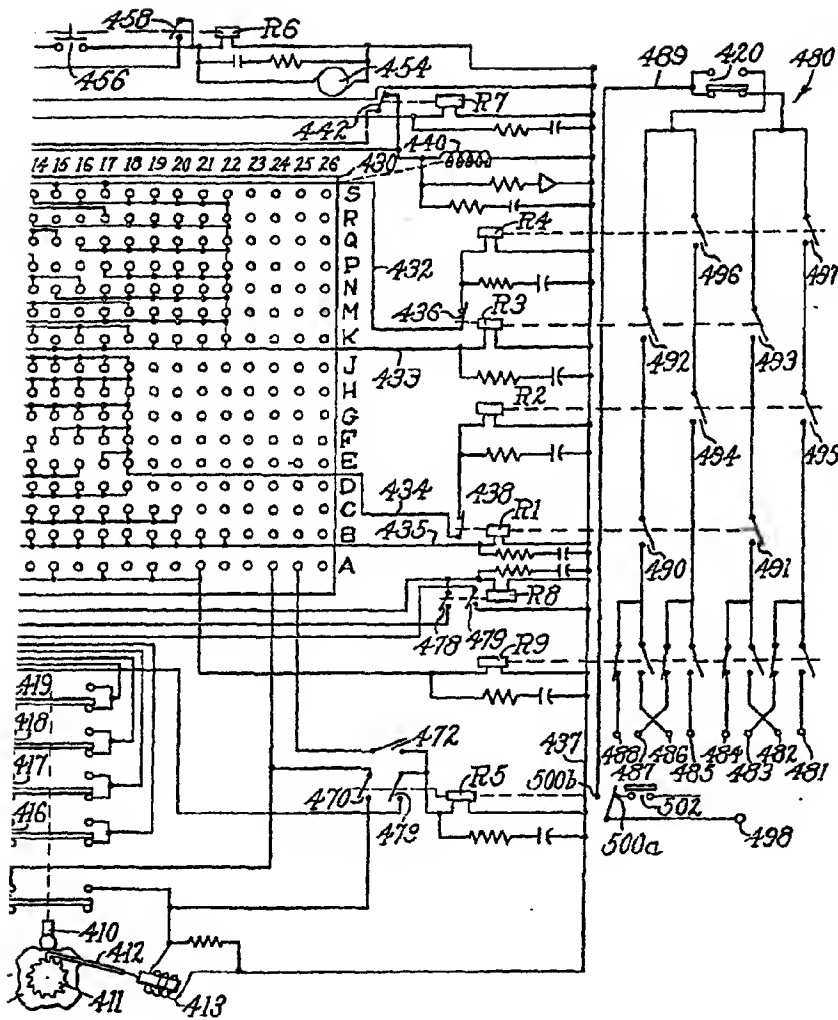 458
R6
456
454
489
420
480
442
R7
440
14 15 16 17 18 19 20 21 22 23 24 25 26
430
S
R
Q
P
N
M
K
J
H
G
F
E
D
C
B
A
432
R4
496
497
436
R3
492
493
433
R2
494
495
434
438
R1
435
490
491
R8
478
479
R9
419
418
417
416
472
437
500b
488
486
485
484
483
482
481
487
470
479
R5
502
500a
498
410
412
411
413